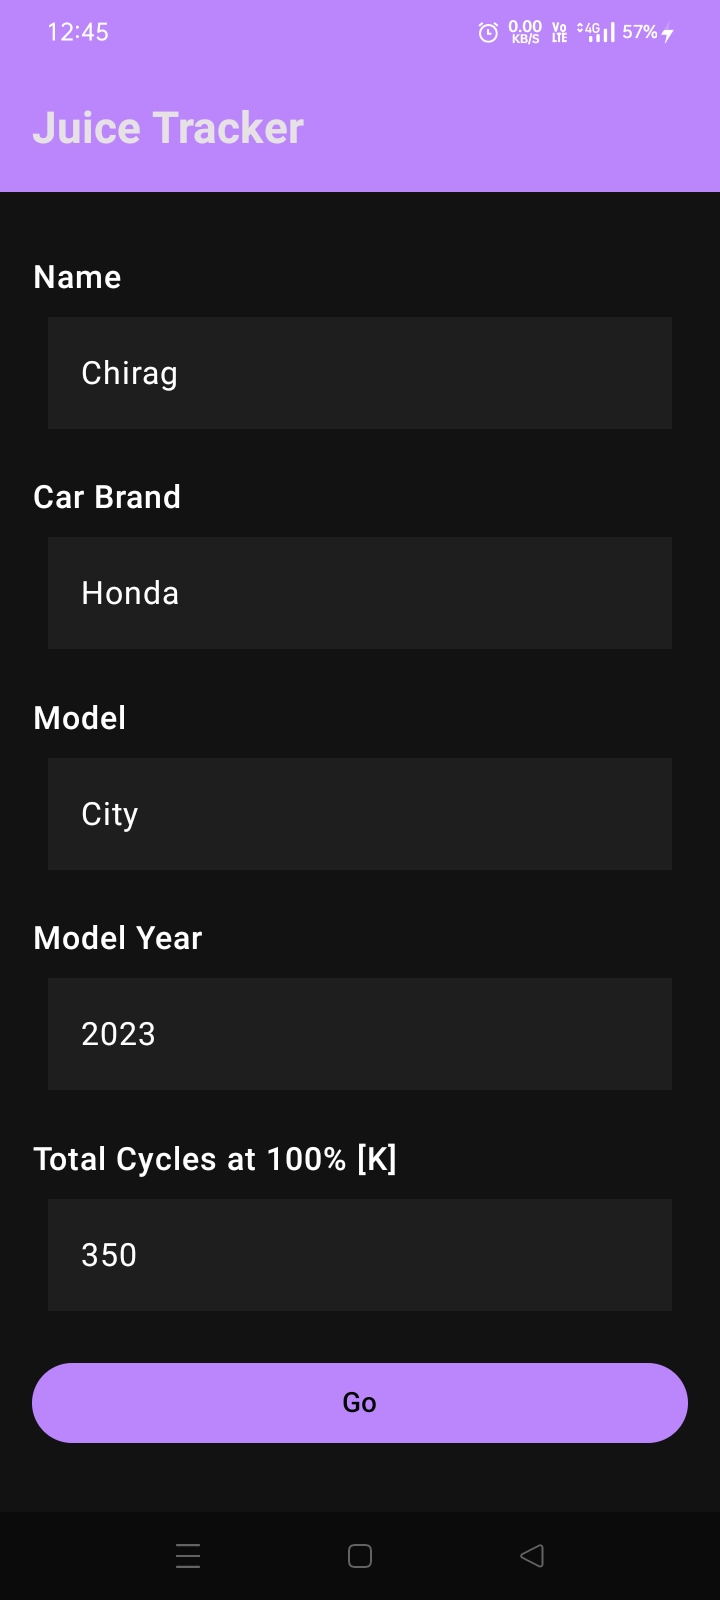 12:45
0.00 KB/S Vo LTE 4G 57%
Juice Tracker
Name
Chirag
Car Brand
Honda
Model
City
Model Year
2023
Total Cycles at 100% [K]
350
Go